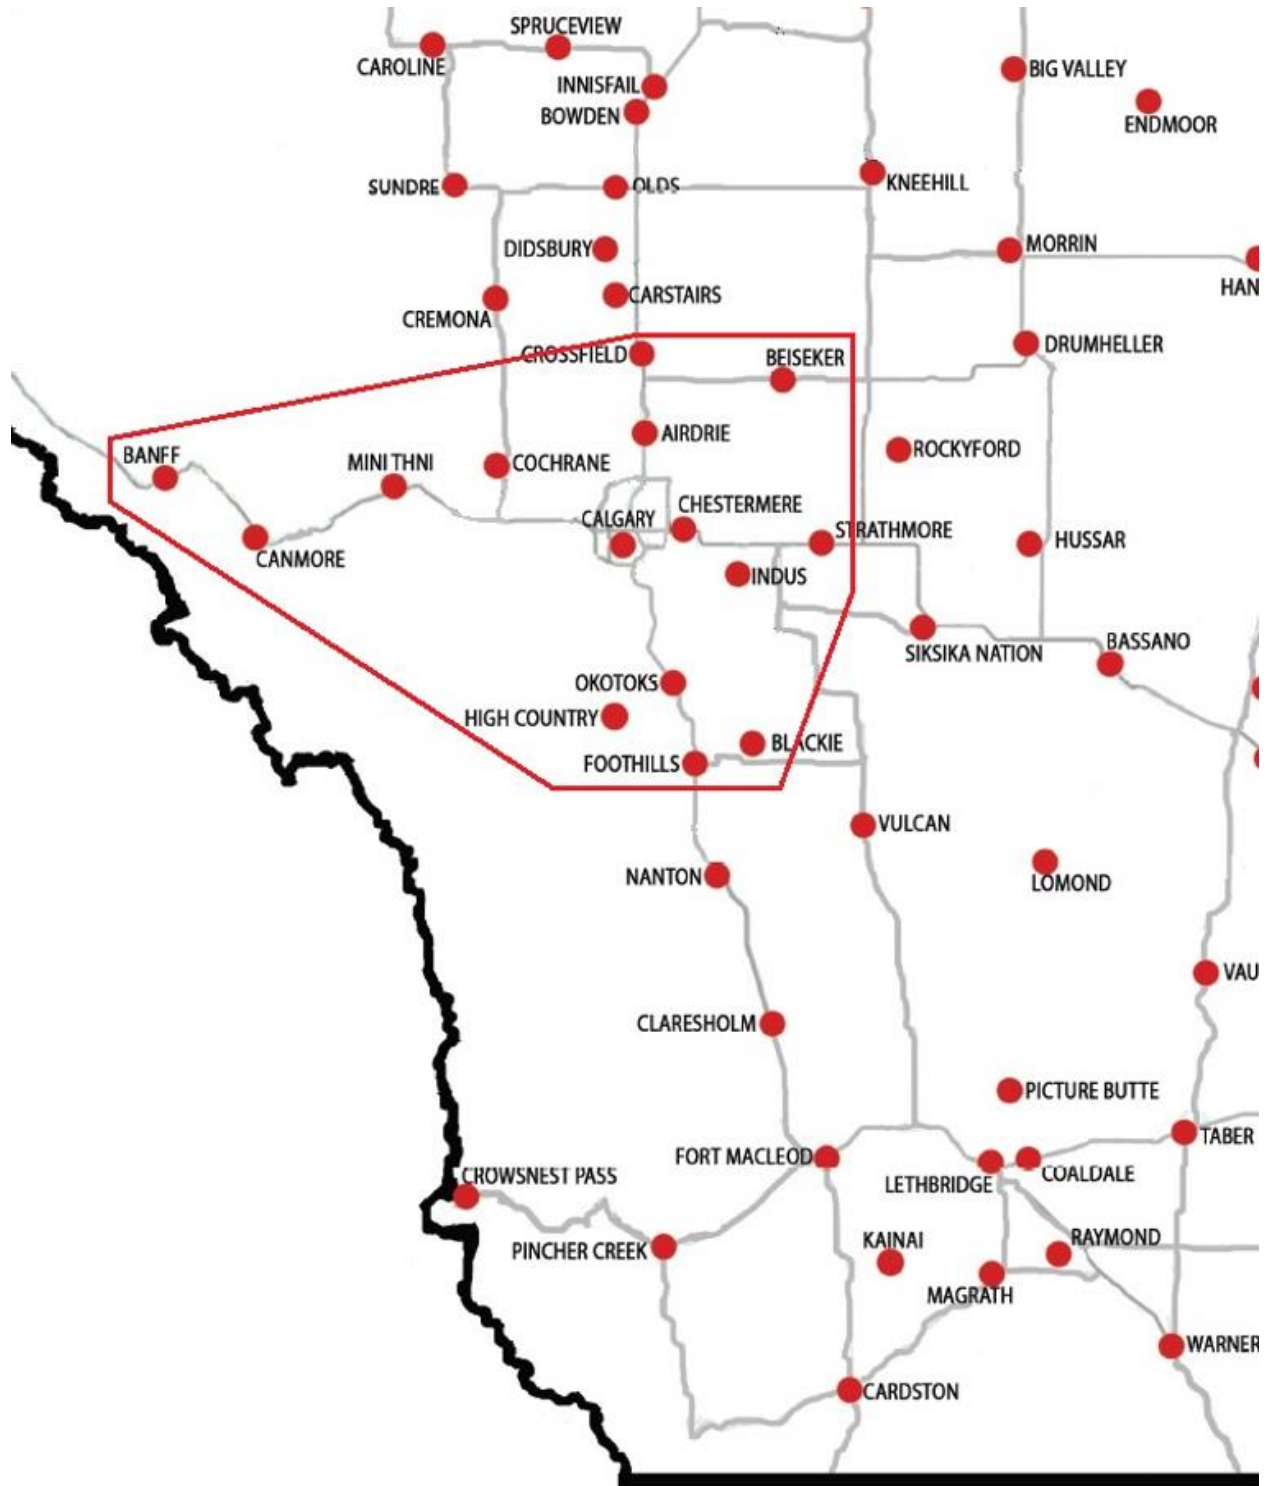 SPRUCEVIEW
CAROLINE
INNISFAIL
BIG VALLEY
BOWDEN
ENDMOOR
SUNDRE
OLDS
KNEEHILL
DIDSBURY
MORRIN
CARSTAIRS
HAN
CREMONA
CROSSFIELD
BEISEKER
DRUMHELLER
BANFF
MINI THNI
COCHRANE
AIRDRIE
ROCKYFORD
CALGARY
CHESTERMERE
STRATHMORE
HUSSAR
CANMORE
INDUS
SIKSIKA NATION
BASSANO
OKOTOKS
HIGH COUNTRY
BLACKIE
FOOTHILLS
VULCAN
NANTON
LOMOND
VAU
CLARESHOLM
PICTURE BUTTE
TABER
FORT MACLEOD
CROWSNEST PASS
LETHBRIDGE
COALDALE
PINCHER CREEK
KAINAI
RAYMOND
MAGRATH
WARNER
CARDSTON